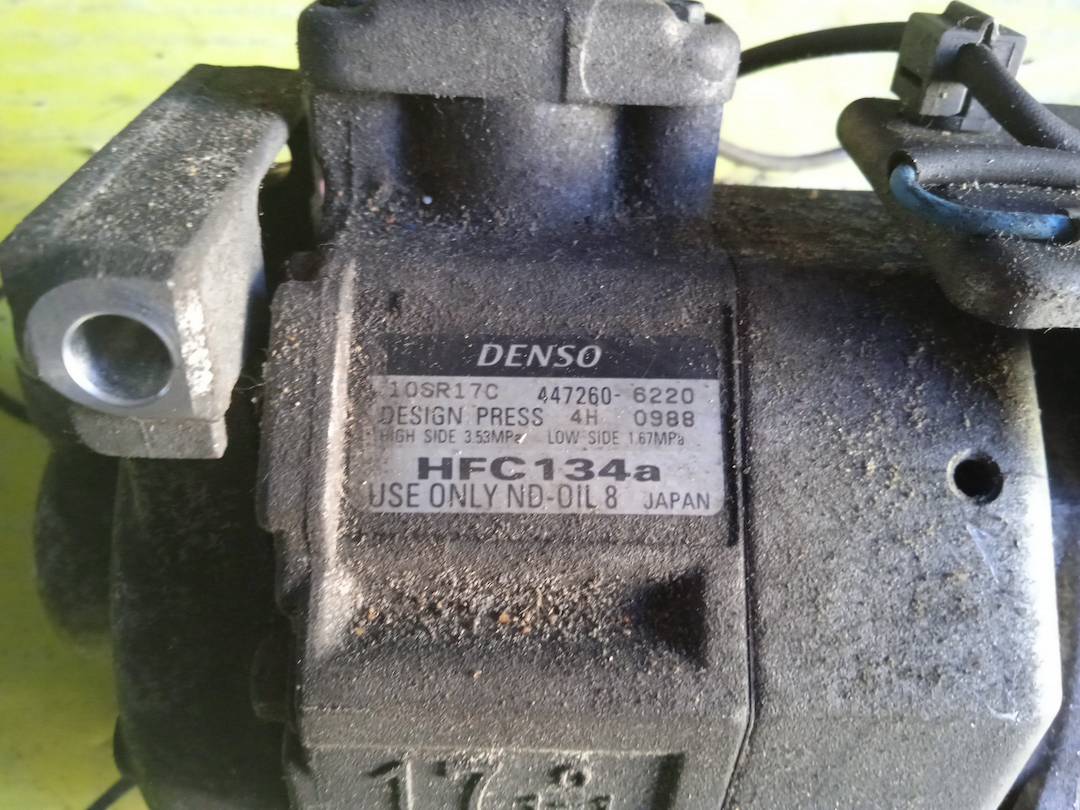 DENSO
10SR17C 447260-6220
DESIGN PRESS 4H 0988
HIGH SIDE 3.53MPa LOW SIDE 1.67MPa
HFC134a
USE ONLY ND-OIL 8 JAPAN
17